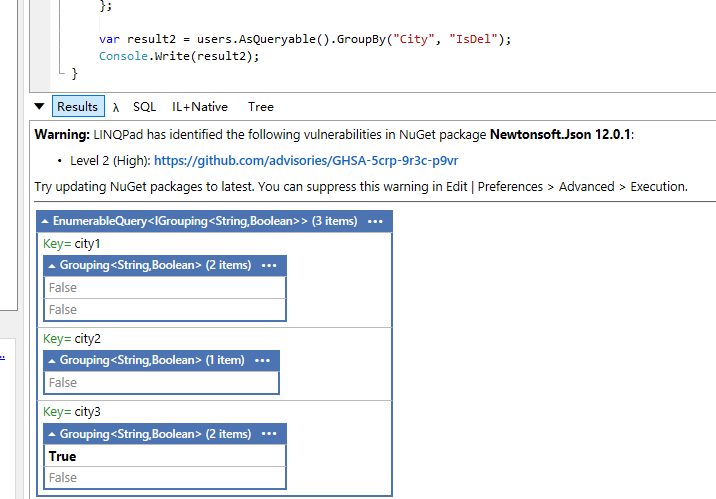 };
var result2 = users.AsQueryable().GroupBy("City", "IsDel");
Console.Write(result2);
}
Results λ SQL IL+Native Tree
Warning: LINQPad has identified the following vulnerabilities in NuGet package Newtonsoft.Json 12.0.1:
• Level 2 (High): https://github.com/advisories/GHSA-5crp-9r3c-p9vr
Try updating NuGet packages to latest. You can suppress this warning in Edit | Preferences > Advanced > Execution.
EnumerableQuery<IGrouping<String,Boolean>> (3 items) •••
Key= city1
Grouping<String,Boolean> (2 items) •••
False
False
Key= city2
Grouping<String,Boolean> (1 item) •••
False
Key= city3
Grouping<String,Boolean> (2 items) •••
True
False